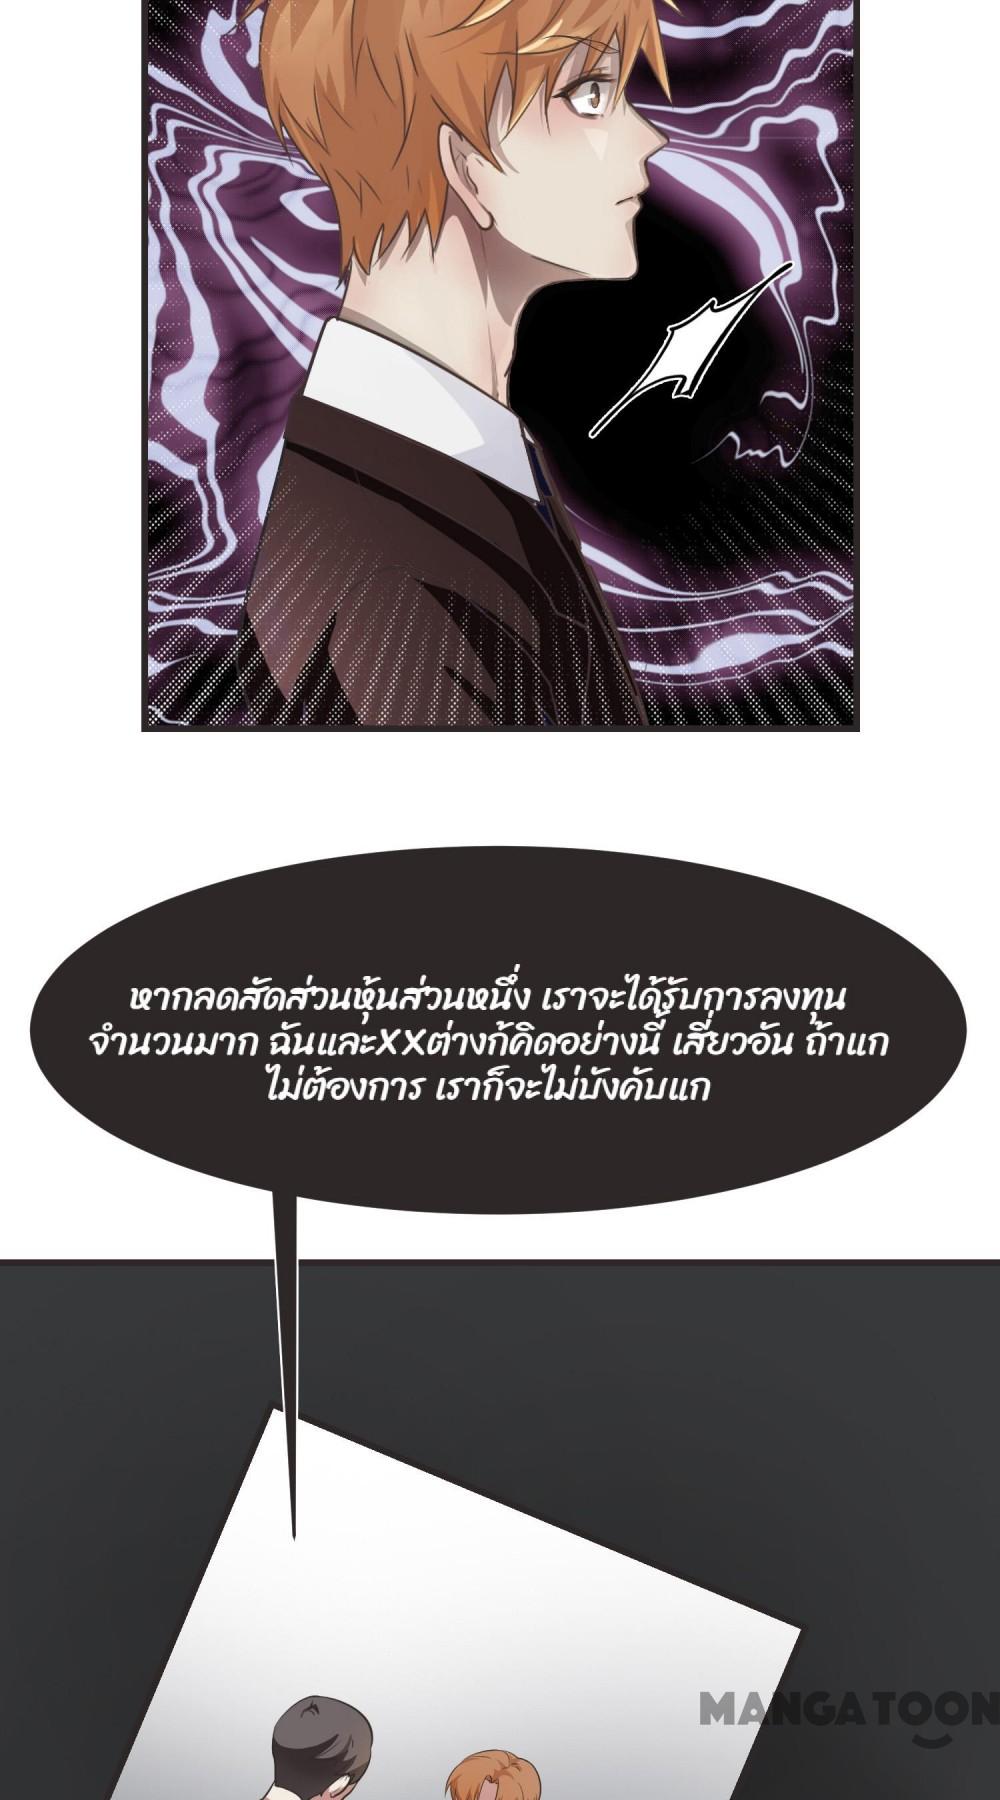 หากลดสัดส่วนหุ้นส่วนหนึ่ง เราจะได้รับการลงทุน
จำนวนมาก ฉันและXXต่างก้คิดอย่างนี้ เสี่ยวอัน ถ้าแก
ไม่ต้องการ เราก็จะไม่บังคับแก
MANGA TOON